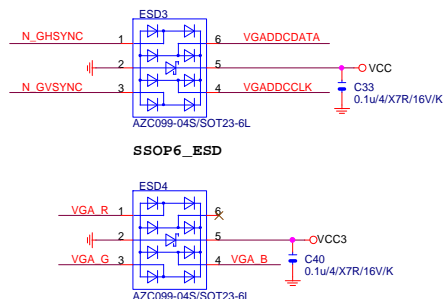 ESD3
N_GHSYNC 1 6 VGADDCDATA
2 5 VCC
N_GVSYNC 3 4 VGADDCCLK
C33
0.1u/4/X7R/16V/K
AZC099-04S/SOT23-6L
SSOP6_ESD
ESD4
VGA_R 1 6
2 5 VCC3
VGA_G 3 4 VGA_B
C40
0.1u/4/X7R/16V/K
AZC099-04S/SOT23-6L